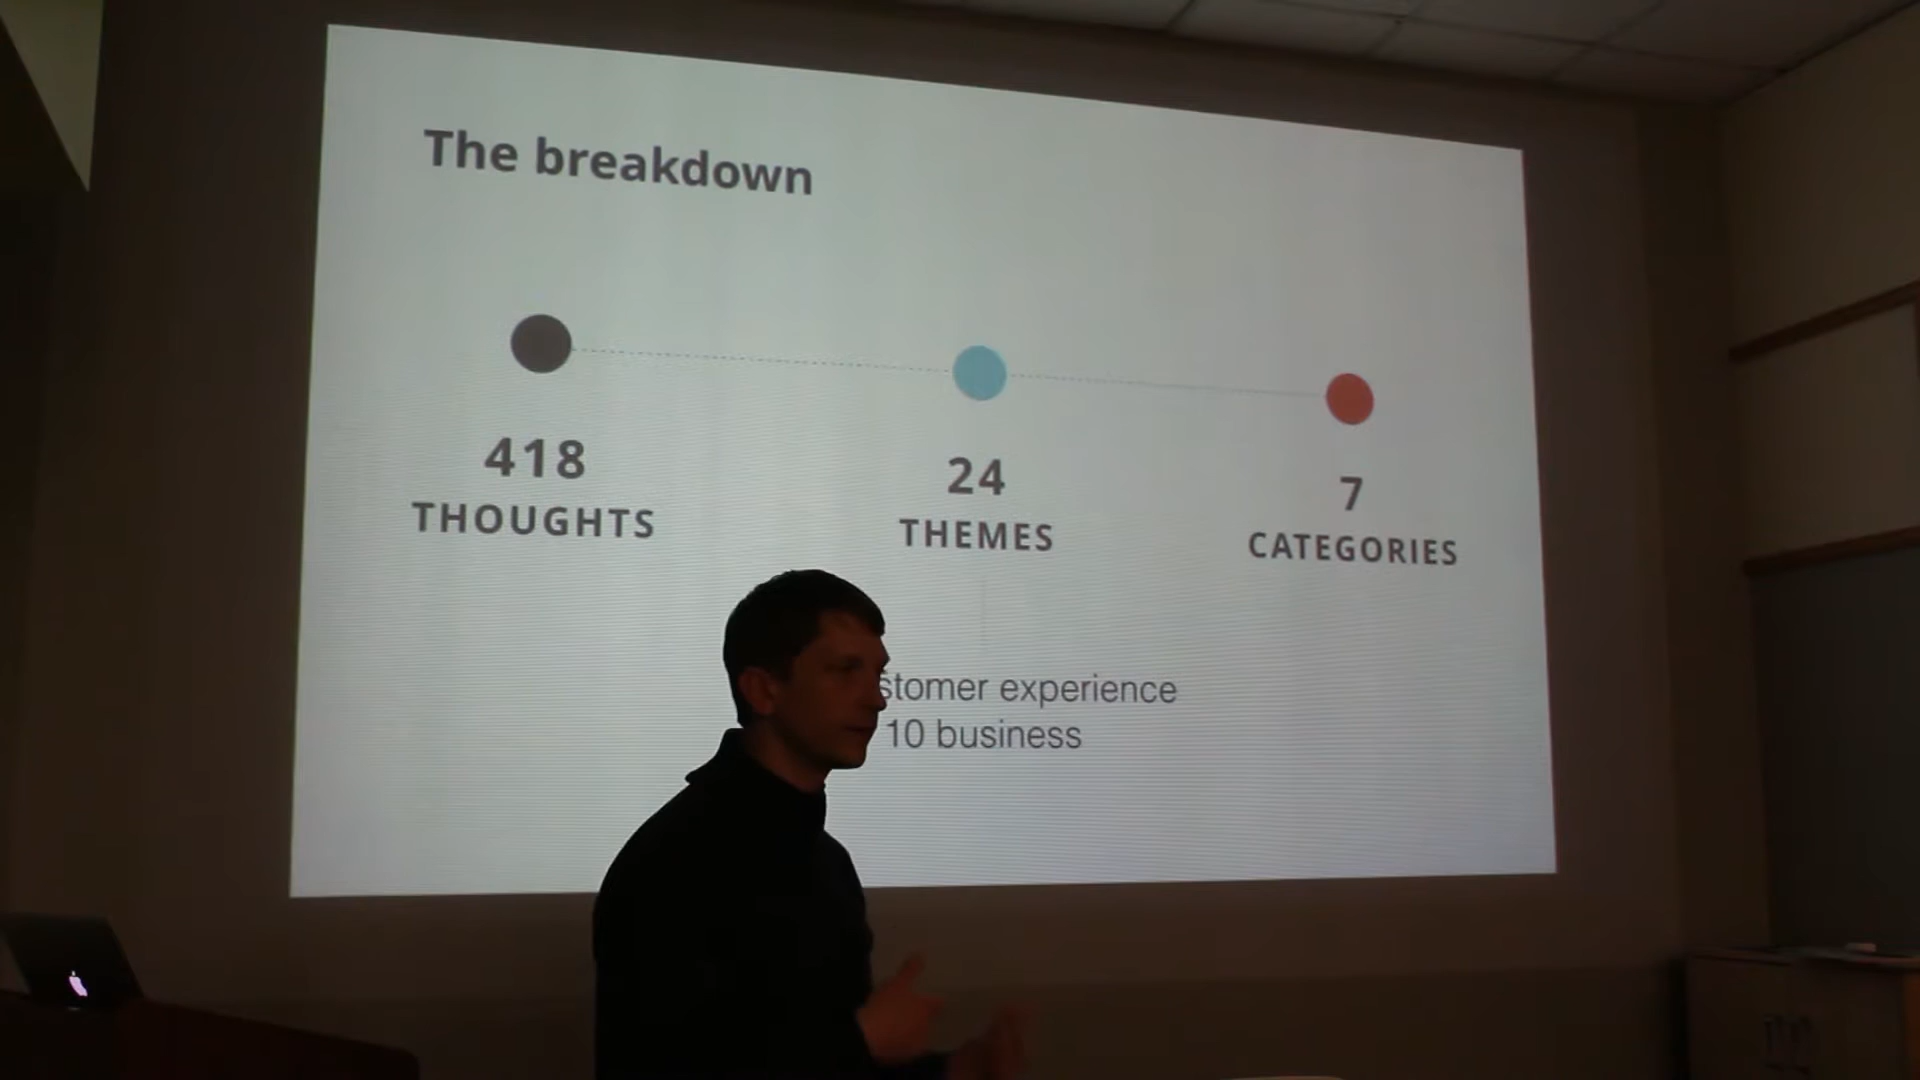 The breakdown
418
THOUGHTS
24
THEMES
7
CATEGORIES
stomer experience
10 business